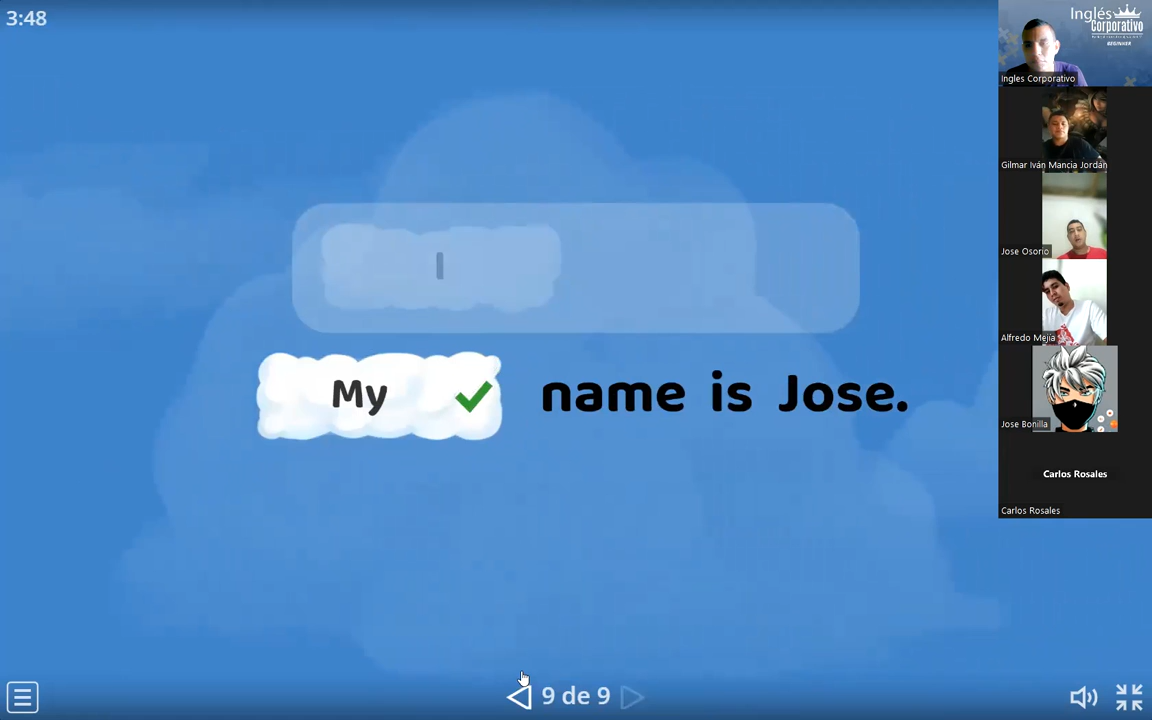 3:48
I
My
name is Jose.
9 de 9
Inglés
Corporativo
BEGINNER
Ingles Corporativo
Gilmar Iván Mancia Jordán
Jose Osorio
Alfredo Mejía
Jose Bonilla
Carlos Rosales
Carlos Rosales